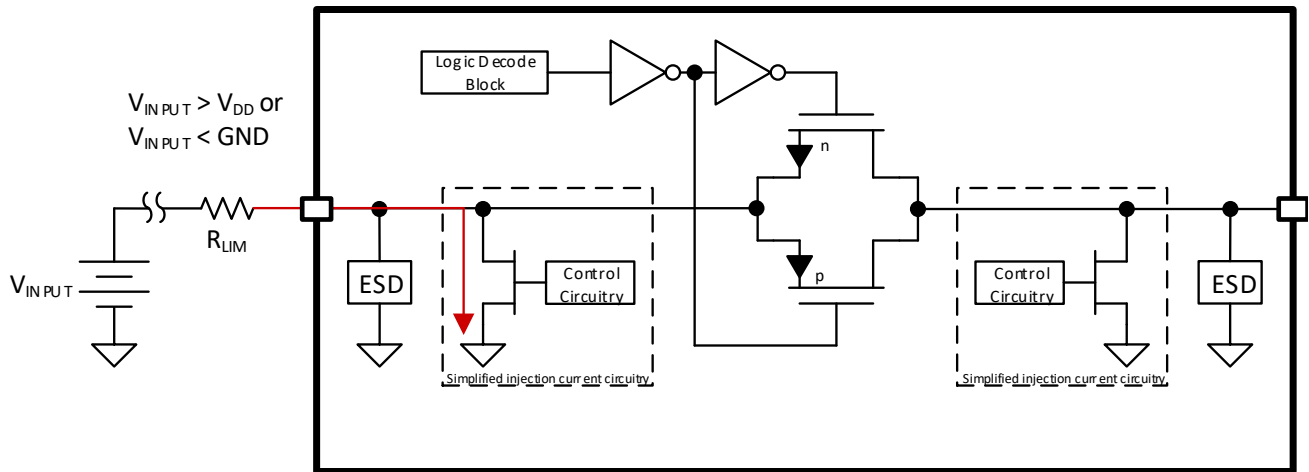 Logic Decode
Block
V_INPUT > V_DD or
V_INPUT < GND
n
R_LIM
V_INPUT
ESD
Control
Circuitry
p
Control
Circuitry
ESD
Simplified injection current circuitry
Simplified injection current circuitry